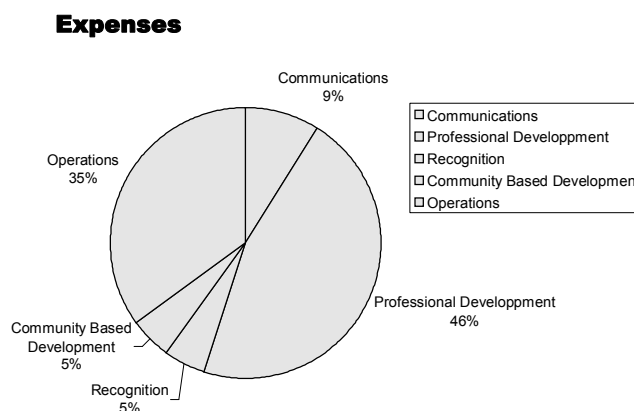 Expenses
Communications
9%
Communications
Professional Developpment
Recognition
Community Based Development
Operations
Operations
35%
Professional Developpment
46%
Community Based
Development
5%
Recognition
5%